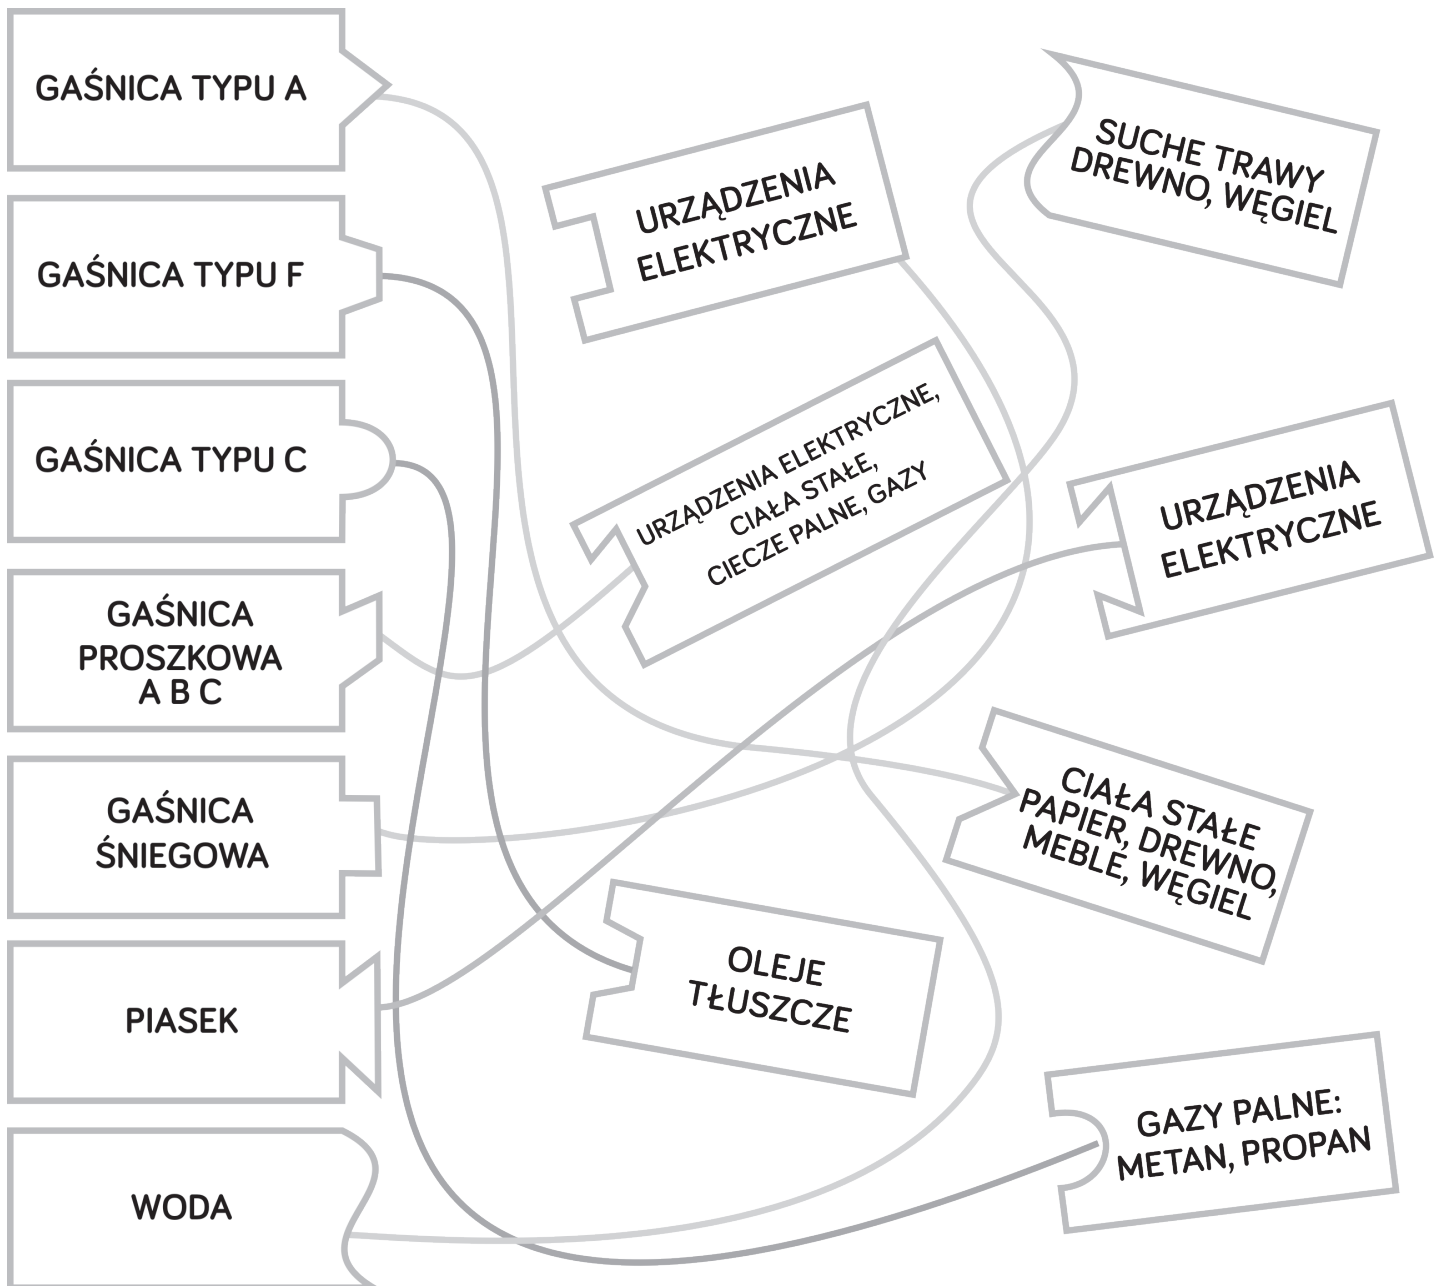 GAŚNICA TYPU A
GAŚNICA TYPU F
GAŚNICA TYPU C
GAŚNICA
PROSZKOWA
A B C
GAŚNICA
ŚNIEGOWA
PIASEK
WODA
URZĄDZENIA
ELEKTRYCZNE
SUCHE TRAWY
DREWNO, WĘGIEL
URZĄDZENIA ELEKTRYCZNE,
CIAŁA STAŁE,
CIECZE PALNE, GAZY
URZĄDZENIA
ELEKTRYCZNE
CIAŁA STAŁE
PAPIER, DREWNO,
MEBLE, WĘGIEL
OLEJE
TŁUSZCZE
GAZY PALNE:
METAN, PROPAN